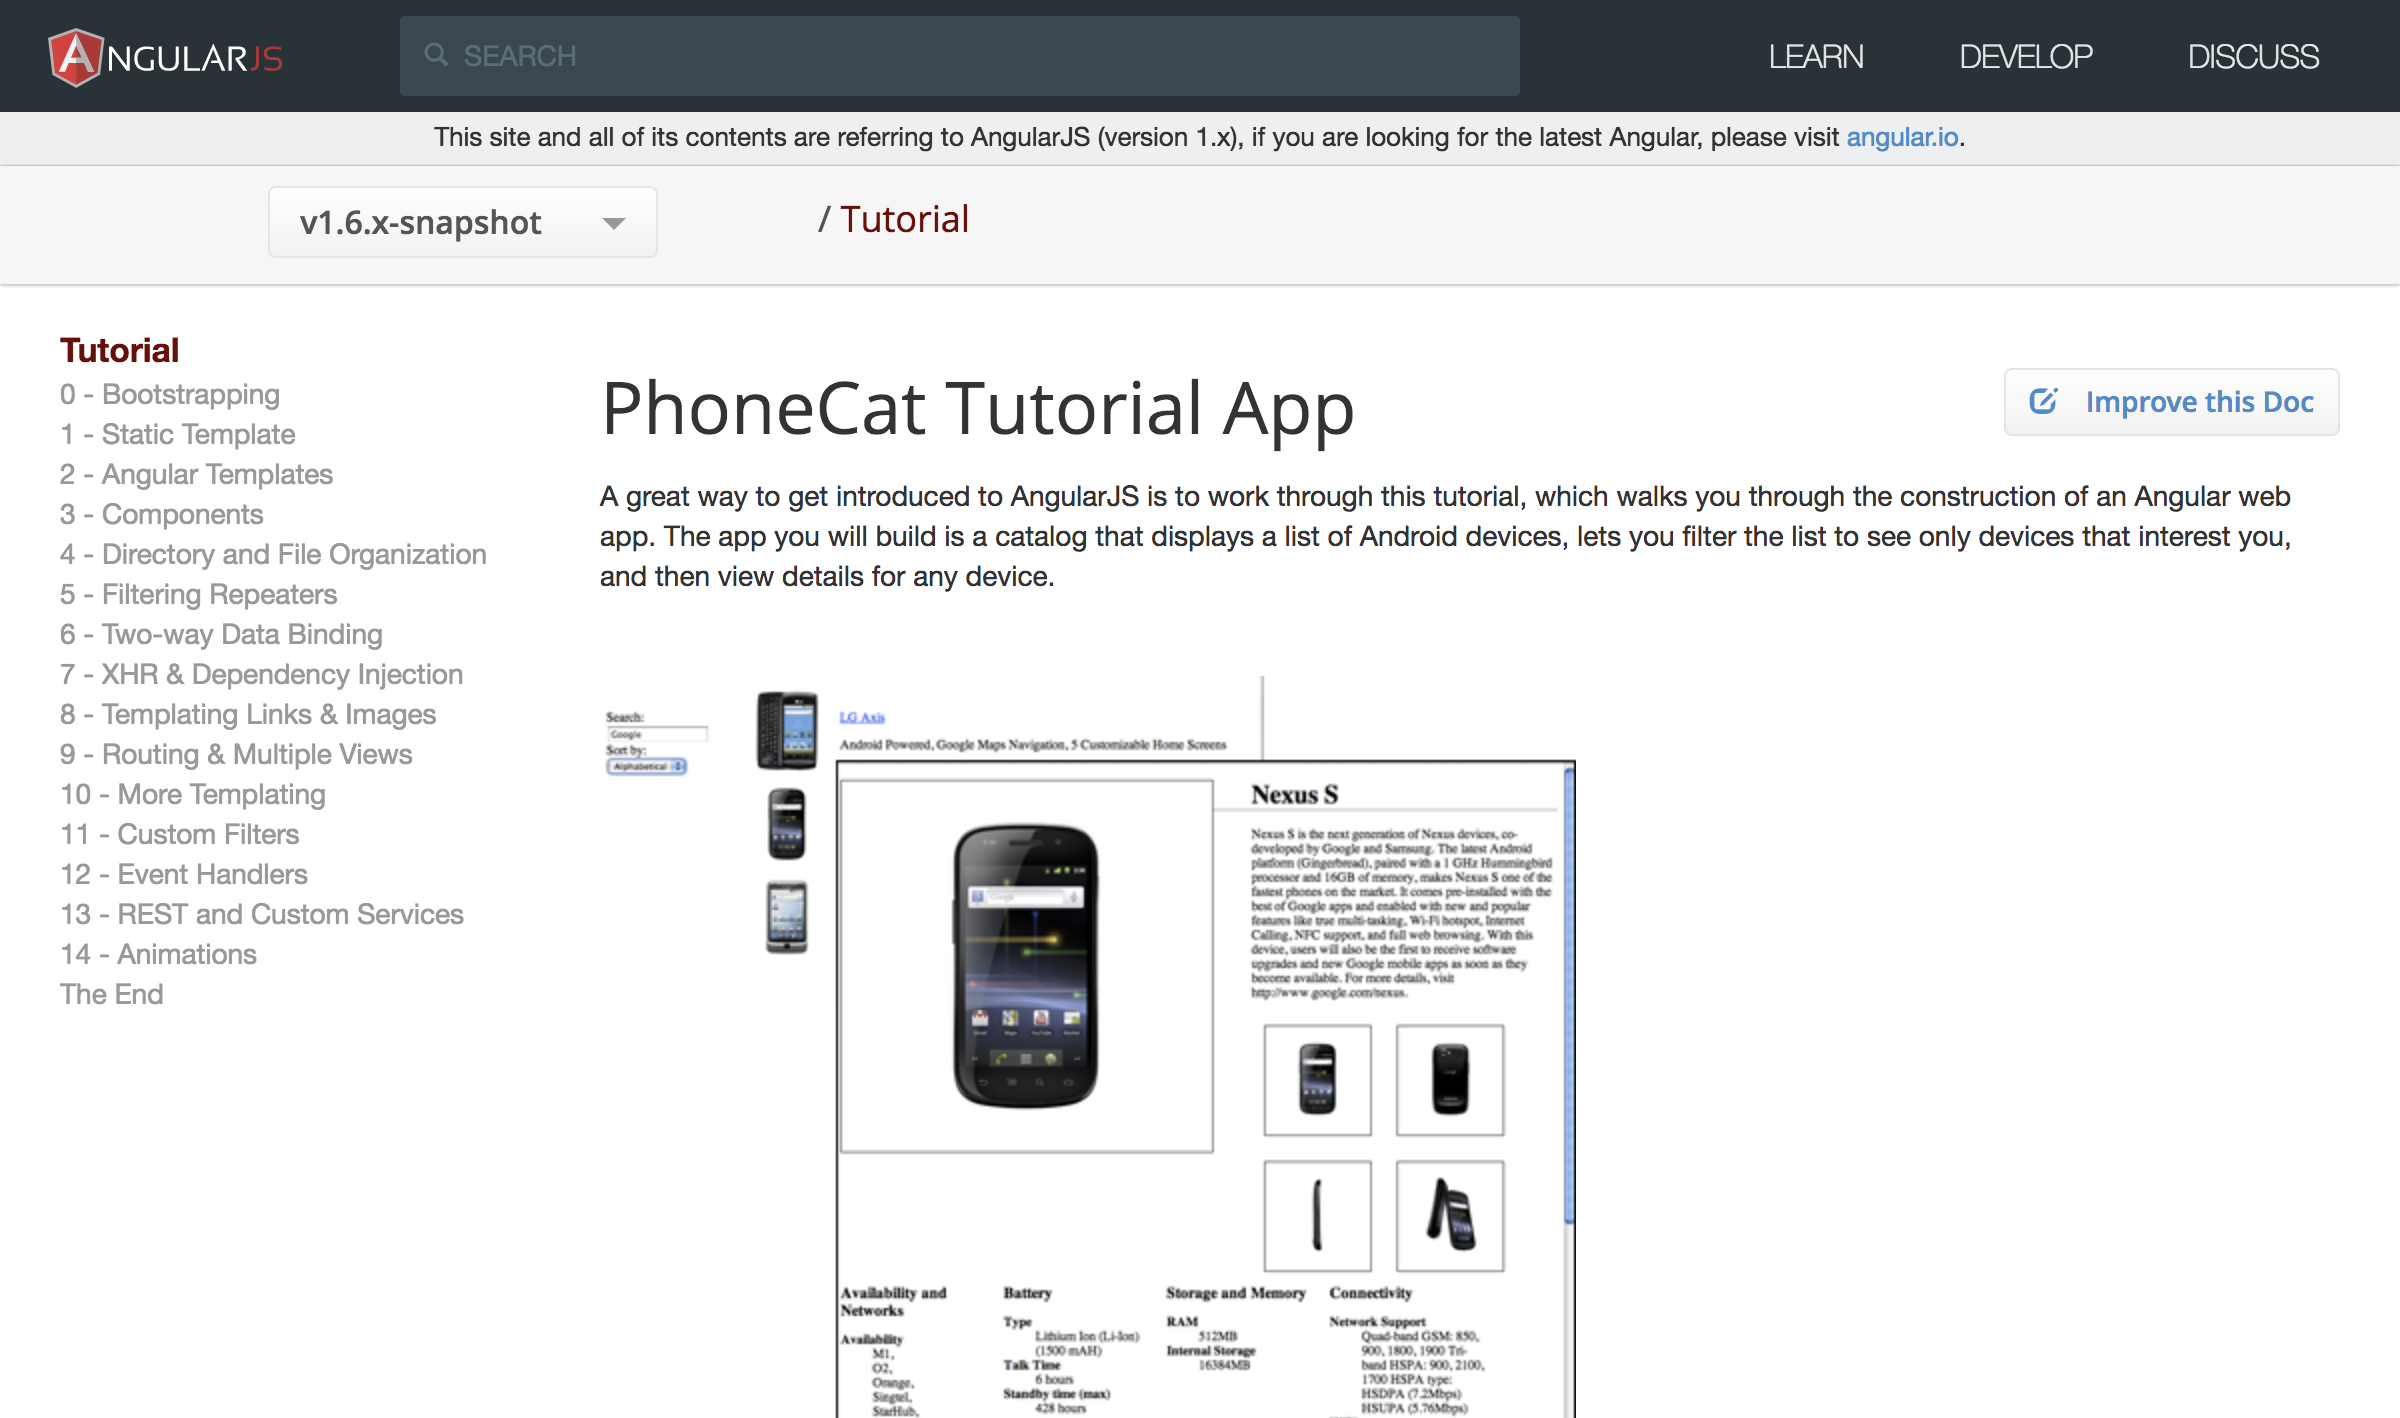 ANGULARJS
SEARCH
LEARN
DEVELOP
DISCUSS
This site and all of its contents are referring to AngularJS (version 1.x), if you are looking for the latest Angular, please visit angular.io.
v1.6.x-snapshot
/ Tutorial
Tutorial
0 - Bootstrapping
1 - Static Template
2 - Angular Templates
3 - Components
4 - Directory and File Organization
5 - Filtering Repeaters
6 - Two-way Data Binding
7 - XHR & Dependency Injection
8 - Templating Links & Images
9 - Routing & Multiple Views
10 - More Templating
11 - Custom Filters
12 - Event Handlers
13 - REST and Custom Services
14 - Animations
The End
PhoneCat Tutorial App
Improve this Doc
A great way to get introduced to AngularJS is to work through this tutorial, which walks you through the construction of an Angular web
app. The app you will build is a catalog that displays a list of Android devices, lets you filter the list to see only devices that interest you,
and then view details for any device.
Search:
Google
Sort by:
Alphabetical
LG Axis
Android Powered, Google Maps Navigation, 5 Customizable Home Screens
Nexus S
Nexus S is the next generation of Nexus devices, co-
developed by Google and Samsung. The latest Android
platform (Gingerbread), paired with a 1 GHz Hummingbird
processor and 16GB of memory, makes Nexus S one of the
fastest phones on the market. It comes pre-installed with the
best of Google apps and enabled with new and popular
features like true multi-tasking, Wi-Fi hotspot, Internet
Calling, NFC support, and full web browsing. With this
device, users will also be the first to receive software
upgrades and new Google mobile apps as soon as they
become available. For more details, visit
http://www.google.com/nexus.
Availability and
Networks
Availability
M1,
O2,
Orange,
Singtel,
StarHub,
Battery
Type
Lithium Ion (Li-Ion)
(1500 mAH)
Talk Time
6 hours
Standby time (max)
428 hours
Storage and Memory
RAM
512MB
Internal Storage
16384MB
Connectivity
Network Support
Quad-band GSM: 850,
900, 1800, 1900 Tri-
band HSPA: 900, 2100,
1700 HSPA type:
HSDPA (7.2Mbps)
HSUPA (5.76Mbps)